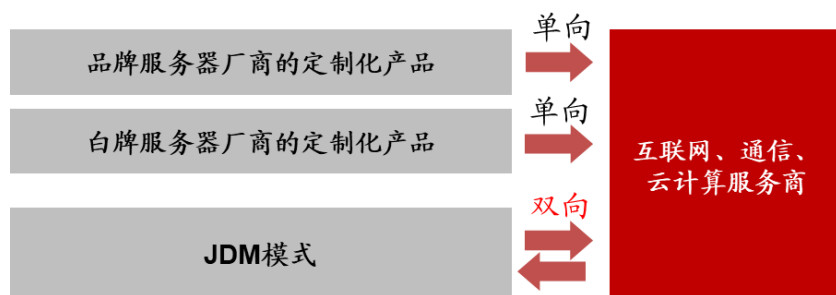 单向
品牌服务器厂商的定制化产品
单向
白牌服务器厂商的定制化产品
互联网、通信、
云计算服务商
双向
JDM模式